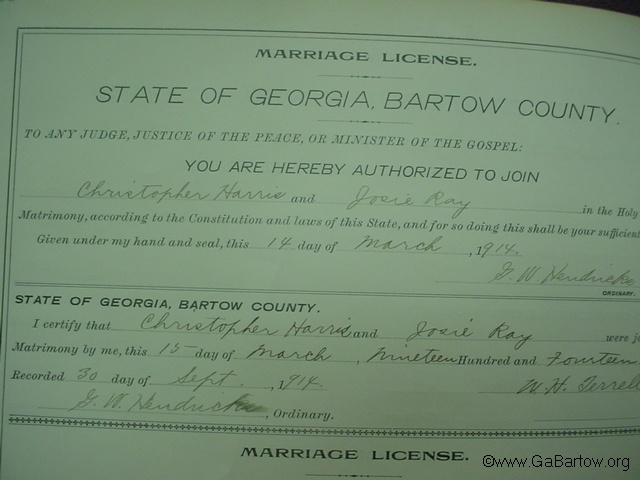 MARRIAGE LICENSE.
STATE OF GEORGIA, BARTOW COUNTY.
TO ANY JUDGE, JUSTICE OF THE PEACE, OR MINISTER OF THE GOSPEL:
YOU ARE HEREBY AUTHORIZED TO JOIN
Christopher Harris and Josie Ray in the Holy
Matrimony, according to the Constitution and laws of this State, and for so doing this shall be your sufficient
Given under my hand and seal, this 14 day of March, 1914.
G. W. Hendricks
ORDINARY.
STATE OF GEORGIA, BARTOW COUNTY.
I certify that Christopher Harris and Josie Ray were jo
Matrimony by me, this 15 day of March, Nineteen Hundred and Fourteen
Recorded 30 day of Sept., 1914. W. H. Terrell
G. W. Hendricks, Ordinary.
MARRIAGE LICENSE.
©www.GaBartow.org